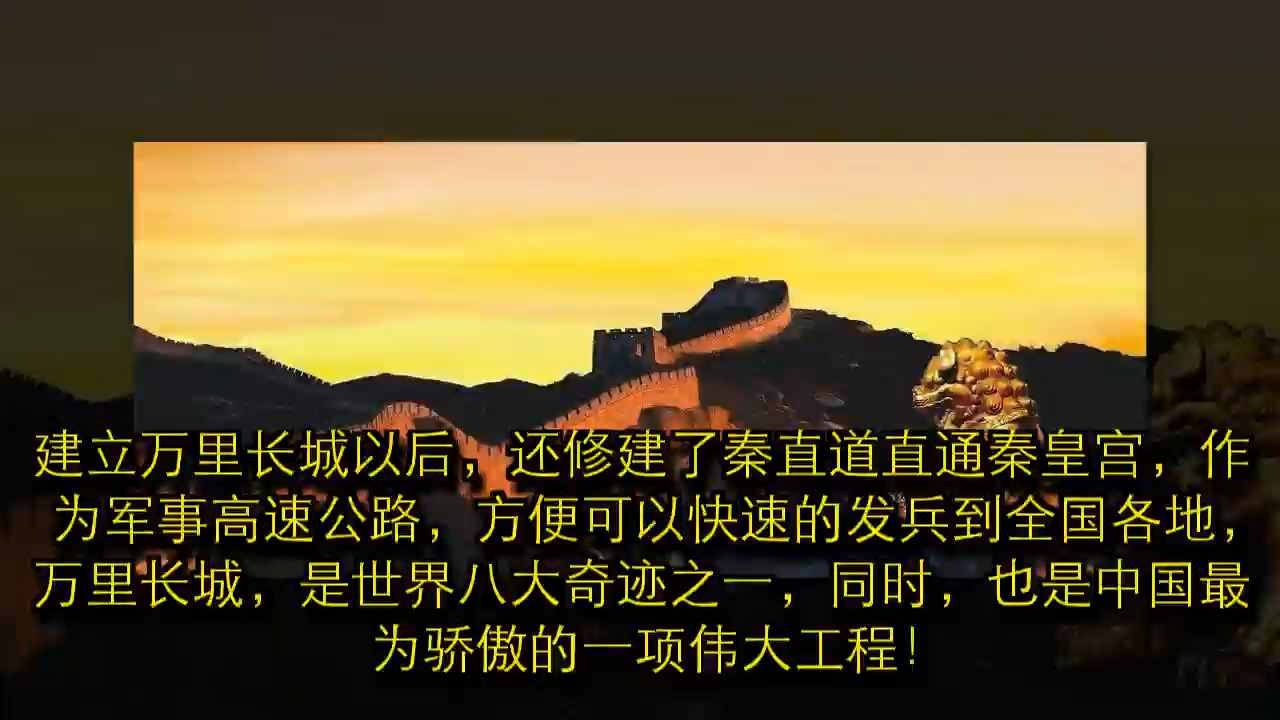 建立万里长城以后，还修建了秦直道直通秦皇宫，作
为军事高速公路，方便可以快速的发兵到全国各地，
万里长城，是世界八大奇迹之一，同时，也是中国最
为骄傲的一项伟大工程！